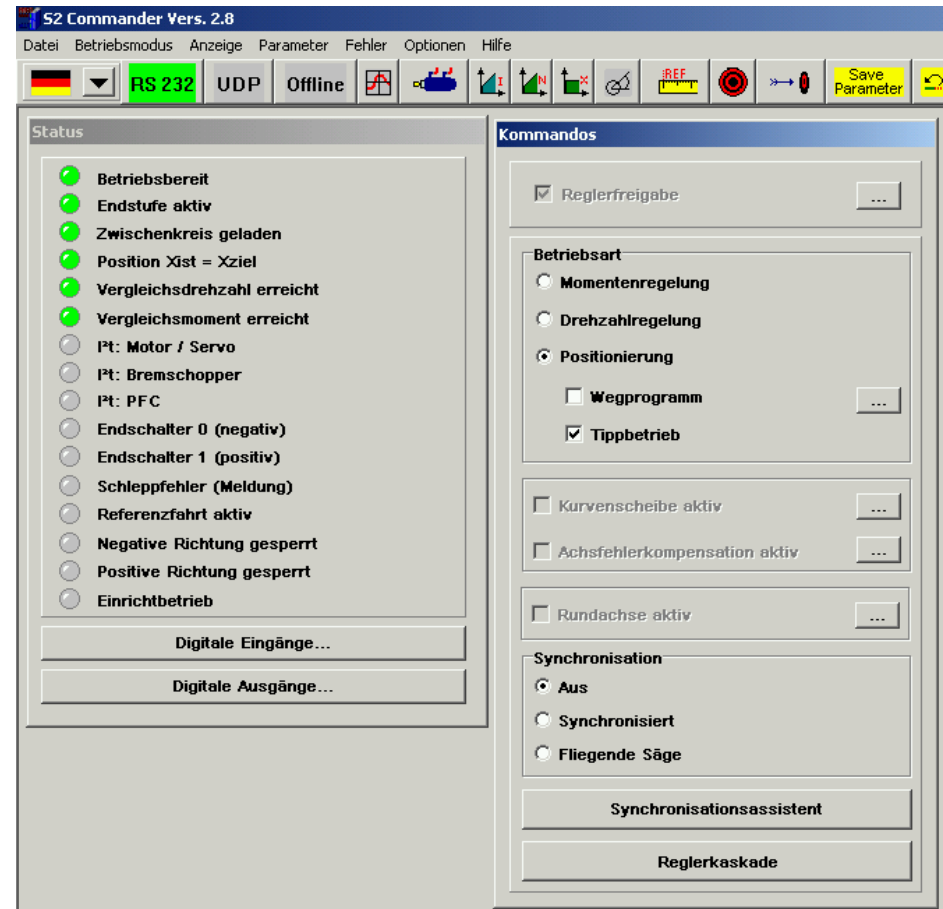 S2 Commander Vers. 2.8
Datei Betriebsmodus Anzeige Parameter Fehler Optionen Hilfe
RS 232 UDP Offline I N X REF Save
Parameter
Status
Betriebsbereit
Endstufe aktiv
Zwischenkreis geladen
Position Xist = Xziel
Vergleichsdrehzahl erreicht
Vergleichsmoment erreicht
I²t: Motor / Servo
I²t: Bremschopper
I²t: PFC
Endschalter 0 (negativ)
Endschalter 1 (positiv)
Schleppfehler (Meldung)
Referenzfahrt aktiv
Negative Richtung gesperrt
Positive Richtung gesperrt
Einrichtbetrieb
Digitale Eingänge...
Digitale Ausgänge...
Kommandos
Reglerfreigabe ...
Betriebsart
Momentenregelung
Drehzahlregelung
Positionierung
Wegprogramm ...
Tippbetrieb
Kurvenscheibe aktiv ...
Achsfehlerkompensation aktiv ...
Rundachse aktiv ...
Synchronisation
Aus
Synchronisiert
Fliegende Säge
Synchronisationsassistent
Reglerkaskade